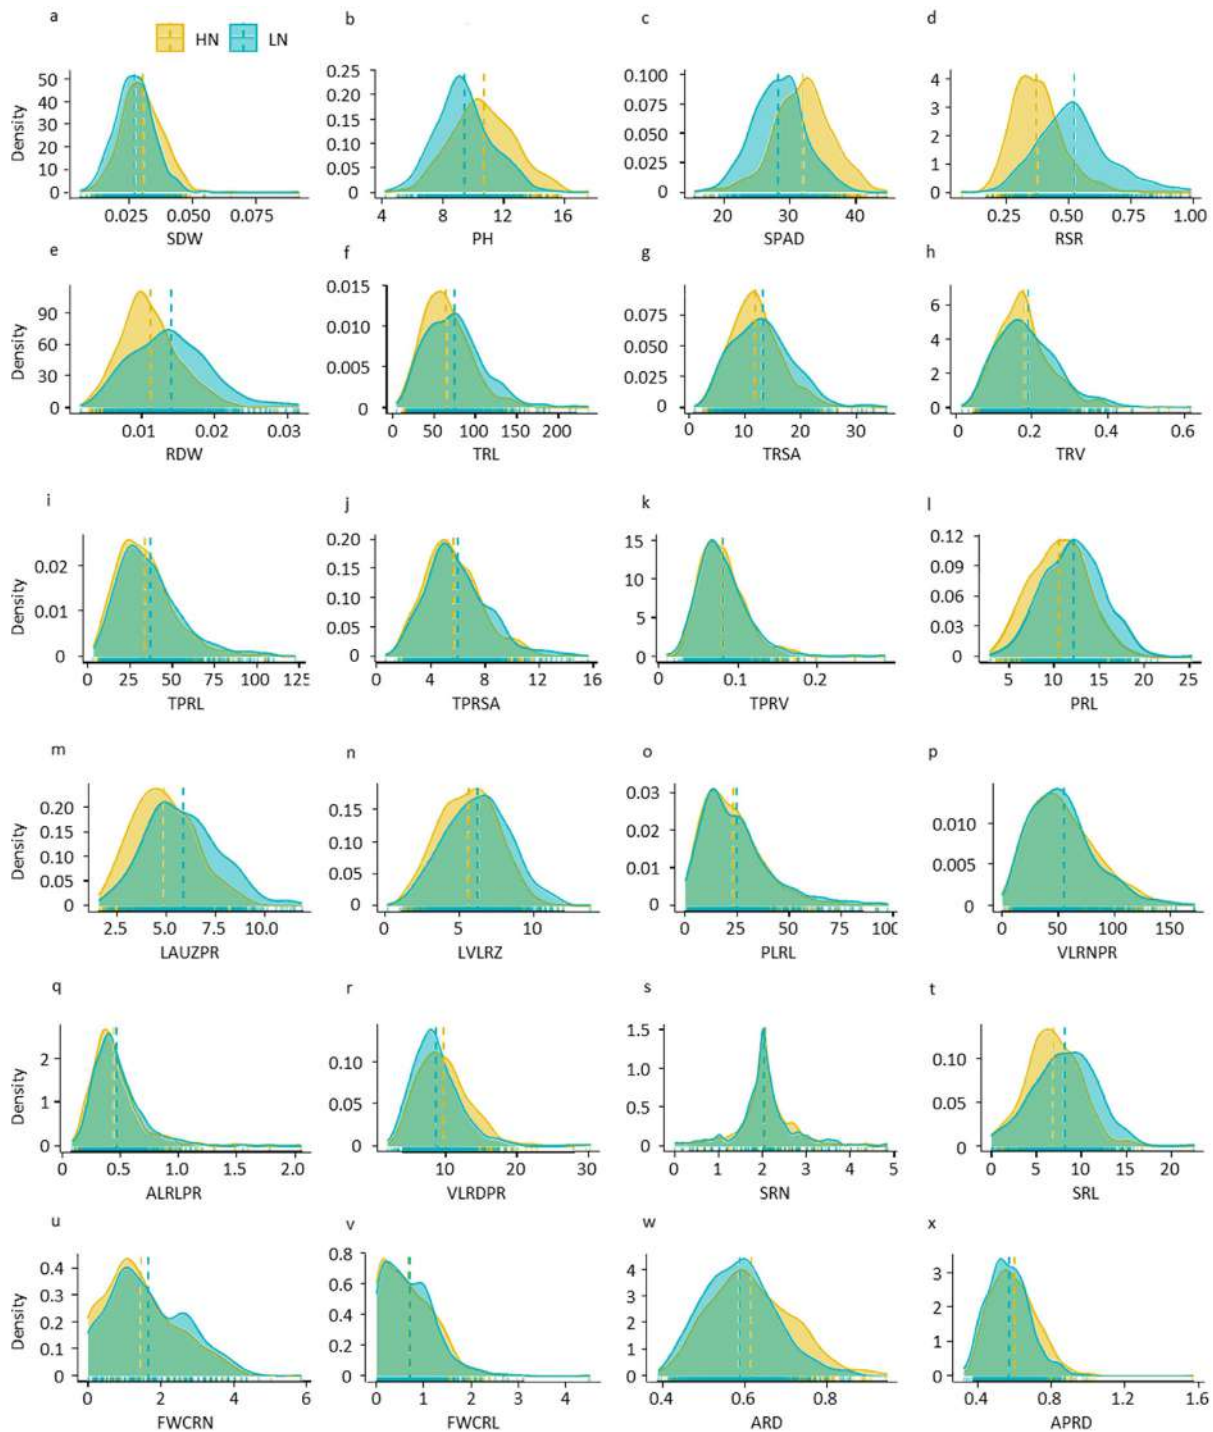 a b c d
HN LN
Density
50 40 30 20 10 0
0.025 0.050 0.075
SDW
0.25 0.20 0.15 0.10 0.05 0
4 8 12 16
PH
0.100 0.075 0.050 0.025 0
20 30 40
SPAD
4 3 2 1 0
0.25 0.50 0.75 1.00
RSR
e f g h
Density
90 60 30 0
0.01 0.02 0.03
RDW
0.015 0.010 0.005 0
0 50 100 150 200
TRL
0.075 0.050 0.025 0
0 10 20 30
TRSA
6 4 2 0
0 0.2 0.4 0.6
TRV
i j k l
Density
0.02 0.01 0
0 25 50 75 100 125
TPRL
0.20 0.15 0.10 0.05 0
0 4 8 12 16
TPRSA
15 10 5 0
0 0.1 0.2
TPRV
0.12 0.09 0.06 0.03 0
5 10 15 20 25
PRL
m n o p
Density
0.20 0.15 0.10 0.05 0
2.5 5.0 7.5 10.0
LAUZPR
0.15 0.10 0.05 0
0 5 10
LVLRZ
0.03 0.02 0.01 0
0 25 50 75 100
PLRL
0.010 0.005 0
0 50 100 150
VLRNPR
q r s t
Density
2 1 0
0 0.5 1.0 1.5 2.0
ALRLPR
0.10 0.05 0
10 20 30
VLRDPR
1.5 1.0 0.5 0
0 1 2 3 4 5
SRN
0.10 0.05 0
0 5 10 15 20
SRL
u v w x
Density
0.4 0.3 0.2 0.1 0
0 2 4 6
FWCRN
0.8 0.6 0.4 0.2 0
0 1 2 3 4
FWCRL
4 3 2 1 0
0.4 0.6 0.8
ARD
3 2 1 0
0.4 0.8 1.2 1.6
APRD